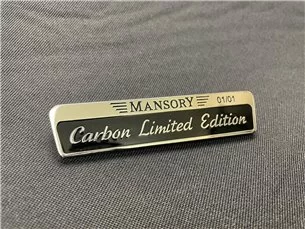 MANSORY 01/01
Carbon Limited Edition